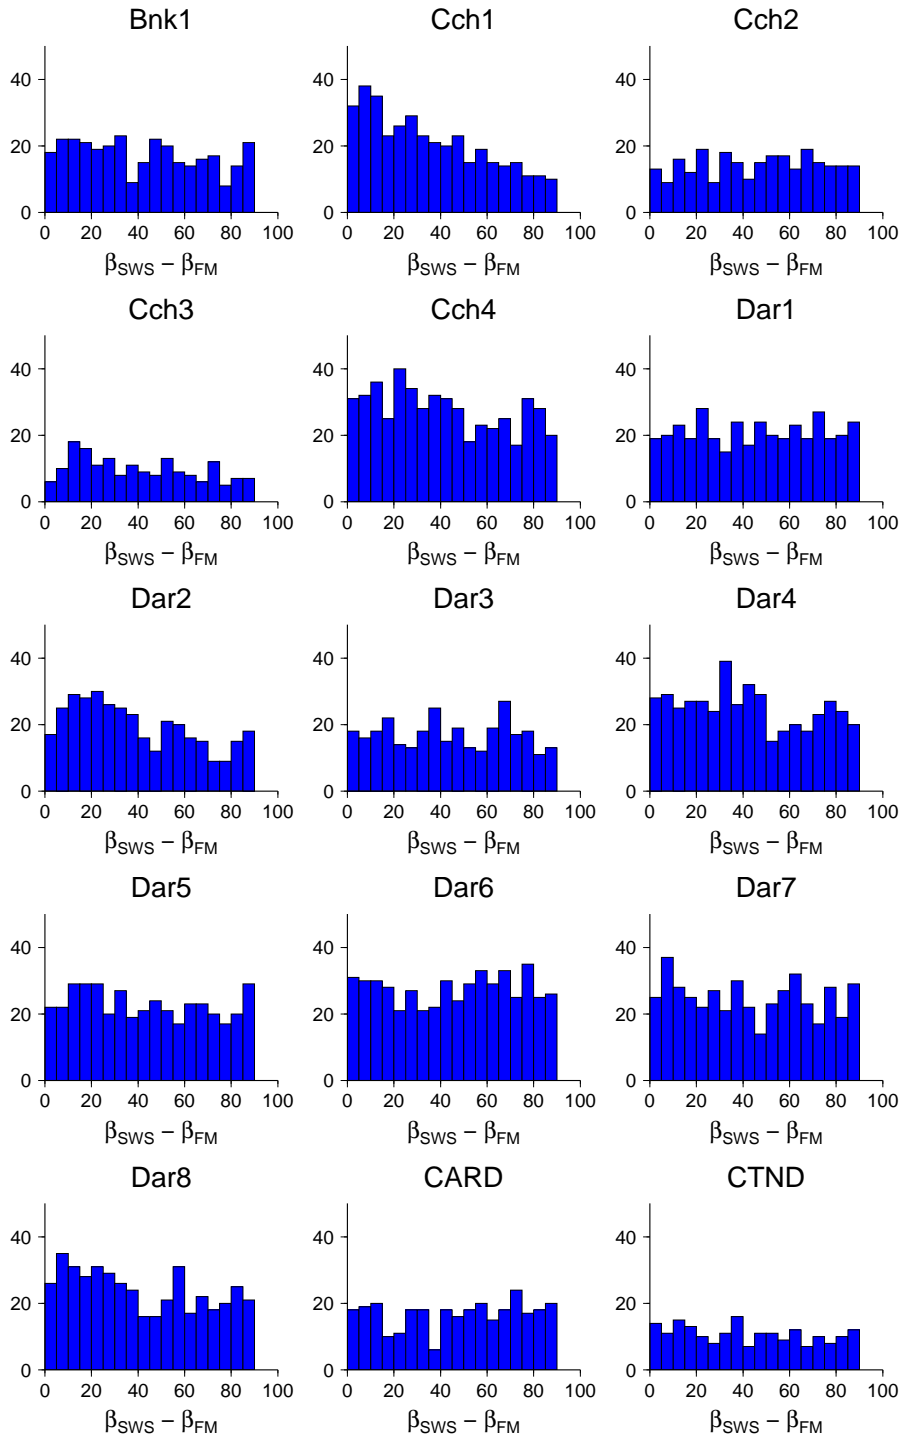 Bnk1 Cch1 Cch2
40 40 40
20 20 20
0 0 0
0 20 40 60 80 100 0 20 40 60 80 100 0 20 40 60 80 100
βSWS − βFM βSWS − βFM βSWS − βFM
Cch3 Cch4 Dar1
40 40 40
20 20 20
0 0 0
0 20 40 60 80 100 0 20 40 60 80 100 0 20 40 60 80 100
βSWS − βFM βSWS − βFM βSWS − βFM
Dar2 Dar3 Dar4
40 40 40
20 20 20
0 0 0
0 20 40 60 80 100 0 20 40 60 80 100 0 20 40 60 80 100
βSWS − βFM βSWS − βFM βSWS − βFM
Dar5 Dar6 Dar7
40 40 40
20 20 20
0 0 0
0 20 40 60 80 100 0 20 40 60 80 100 0 20 40 60 80 100
βSWS − βFM βSWS − βFM βSWS − βFM
Dar8 CARD CTND
40 40 40
20 20 20
0 0 0
0 20 40 60 80 100 0 20 40 60 80 100 0 20 40 60 80 100
βSWS − βFM βSWS − βFM βSWS − βFM